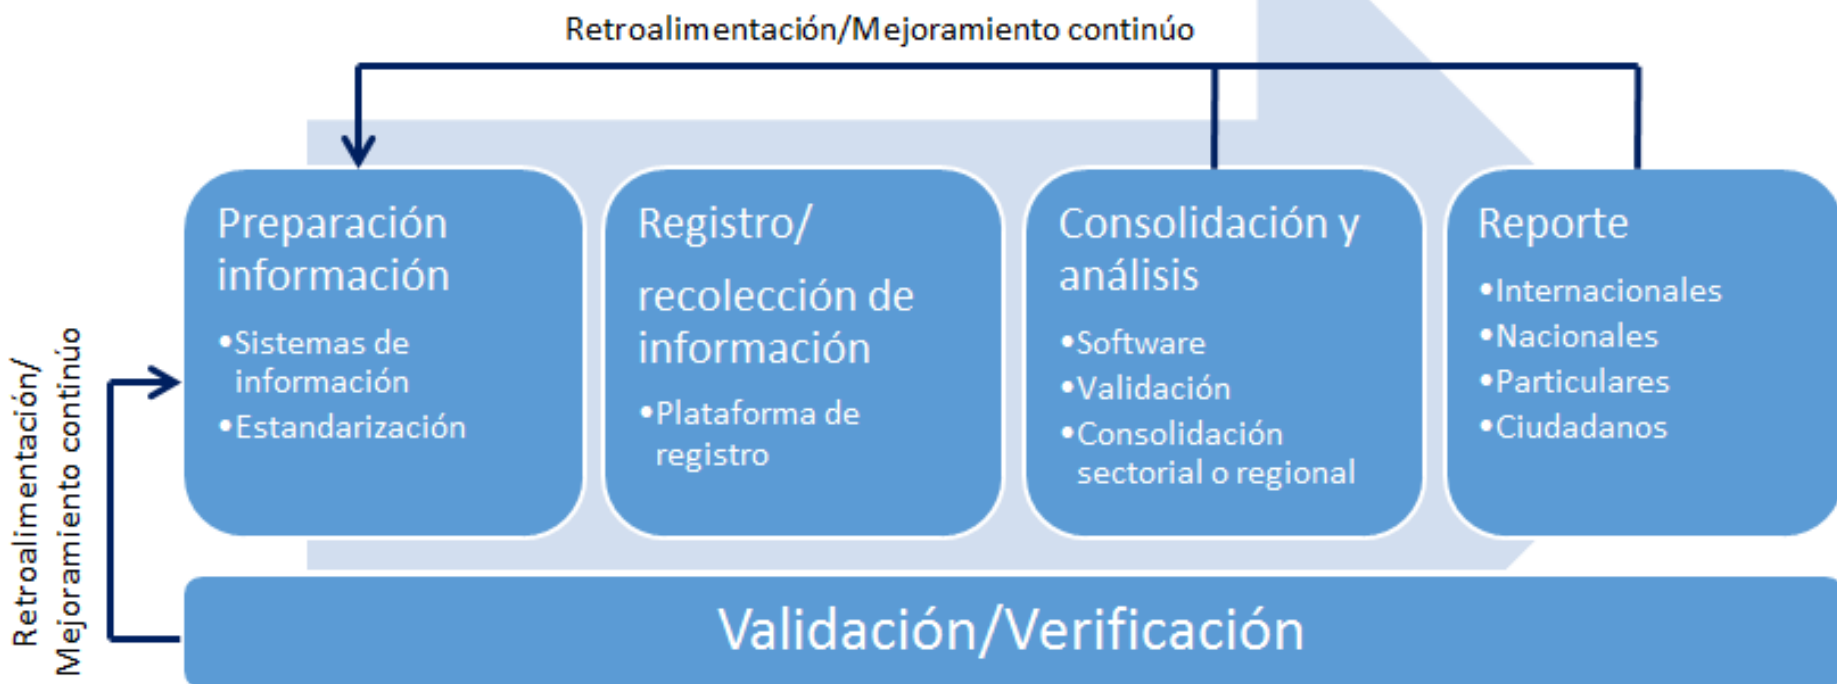 Retroalimentación/Mejoramiento continúo
Preparación
información
•Sistemas de
información
•Estandarización
Registro/
recolección de
información
•Plataforma de
registro
Consolidación y
análisis
•Software
•Validación
•Consolidación
sectorial o regional
Reporte
•Internacionales
•Nacionales
•Particulares
•Ciudadanos
Retroalimentación/
Mejoramiento continúo
Validación/Verificación